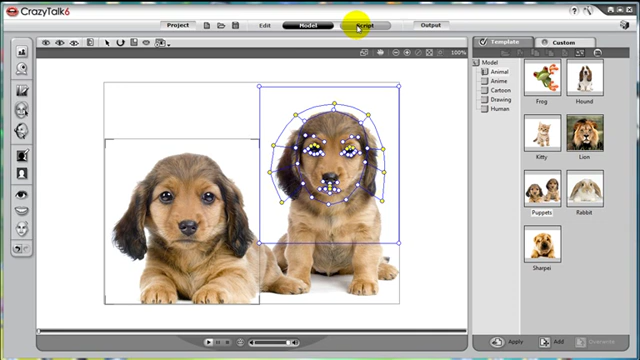 CrazyTalk6
Project Edit Model Script Output
100%
Template Custom
Model
Animal
Anime
Cartoon
Drawing
Human
Frog Hound
Kitty Lion
Puppets Rabbit
Sharpei
Apply Add Overwrite